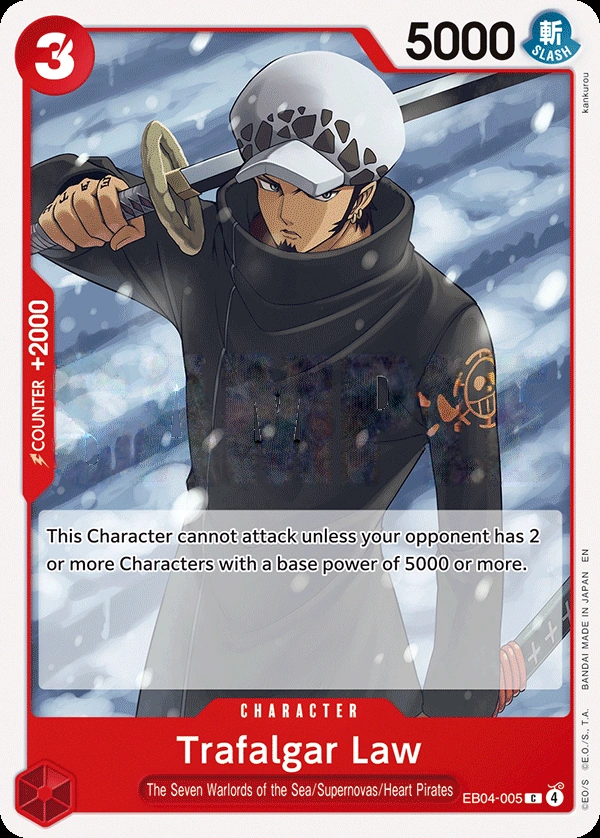 3
5000
斬
SLASH
kankurou
COUNTER +2000
This Character cannot attack unless your opponent has 2
or more Characters with a base power of 5000 or more.
BANDAI MADE IN JAPAN EN
©E.O./S., T.A.
©EO/S
CHARACTER
Trafalgar Law
The Seven Warlords of the Sea/Supernovas/Heart Pirates
EB04-005 C 4